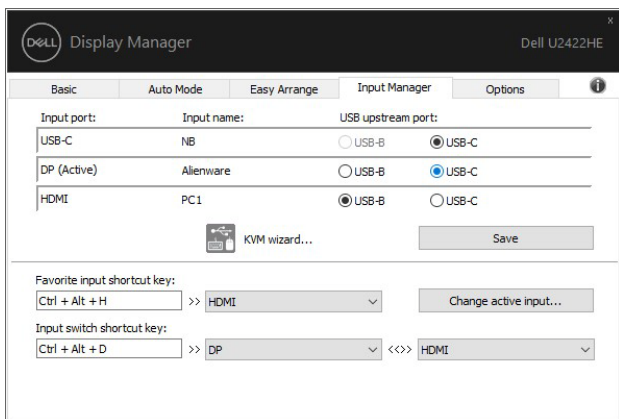 x
DELL Display Manager Dell U2422HE
Basic Auto Mode Easy Arrange Input Manager Options i
Input port: Input name: USB upstream port:
USB-C NB USB-B USB-C
DP (Active) Alienware USB-B USB-C
HDMI PC1 USB-B USB-C
KVM wizard... Save
Favorite input shortcut key:
Ctrl + Alt + H >> HDMI Change active input...
Input switch shortcut key:
Ctrl + Alt + D >> DP <<>> HDMI